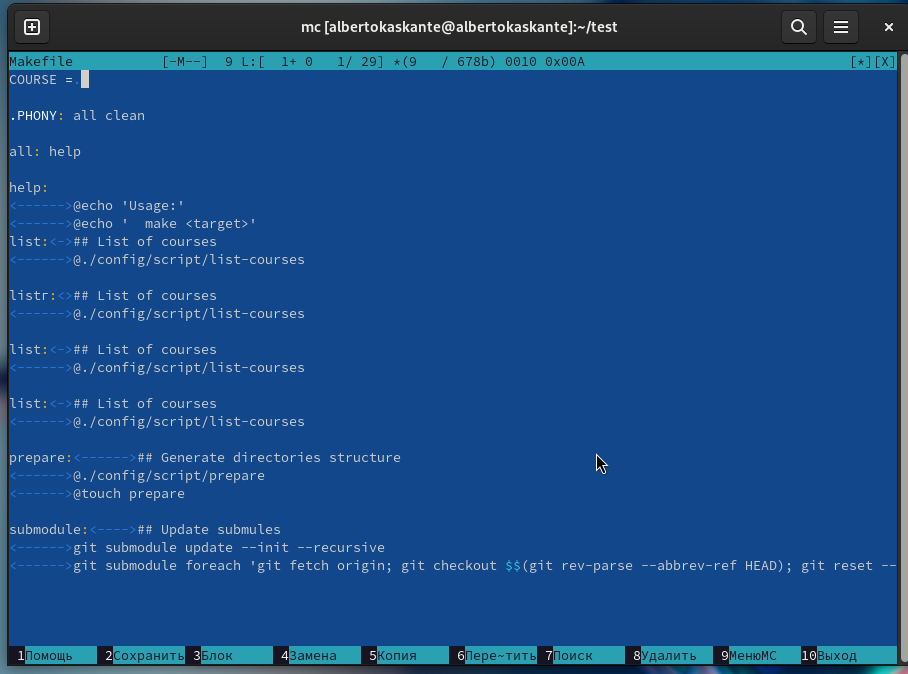 mc [albertokaskante@albertokaskante]:~/test
Makefile [-M--] 9 L:[ 1+ 0 1/ 29] *(9 / 678b) 0010 0x00A [*][X]
COURSE =.
.PHONY: all clean
all: help
help:
<------>@echo 'Usage:'
<------>@echo '  make <target>'
list:<->## List of courses
<------>@./config/script/list-courses
listr:<>## List of courses
<------>@./config/script/list-courses
list:<->## List of courses
<------>@./config/script/list-courses
list:<->## List of courses
<------>@./config/script/list-courses
prepare:<------>## Generate directories structure
<------>@./config/script/prepare
<------>@touch prepare
submodule:<---->## Update submules
<------>git submodule update --init --recursive
<------>git submodule foreach 'git fetch origin; git checkout $$(git rev-parse --abbrev-ref HEAD); git reset --
1Помощь 2Сохранить 3Блок 4Замена 5Копия 6Пере~тить 7Поиск 8Удалить 9МенюMC 10Выход